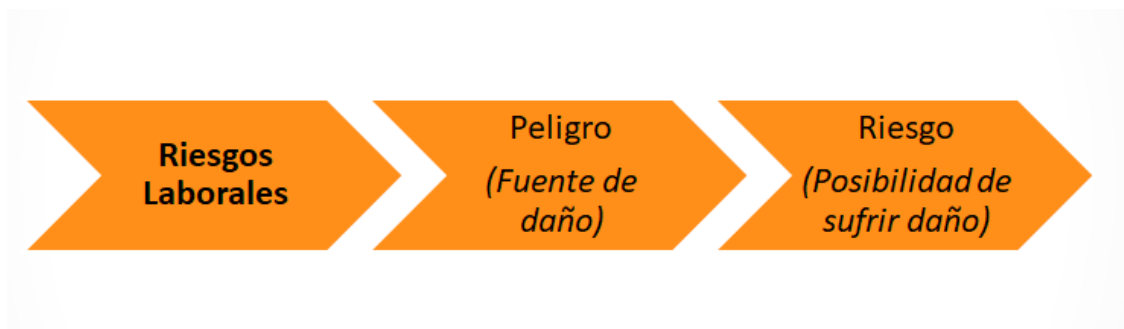 Riesgos
Laborales
Peligro
(Fuente de
daño)
Riesgo
(Posibilidad de
sufrir daño)